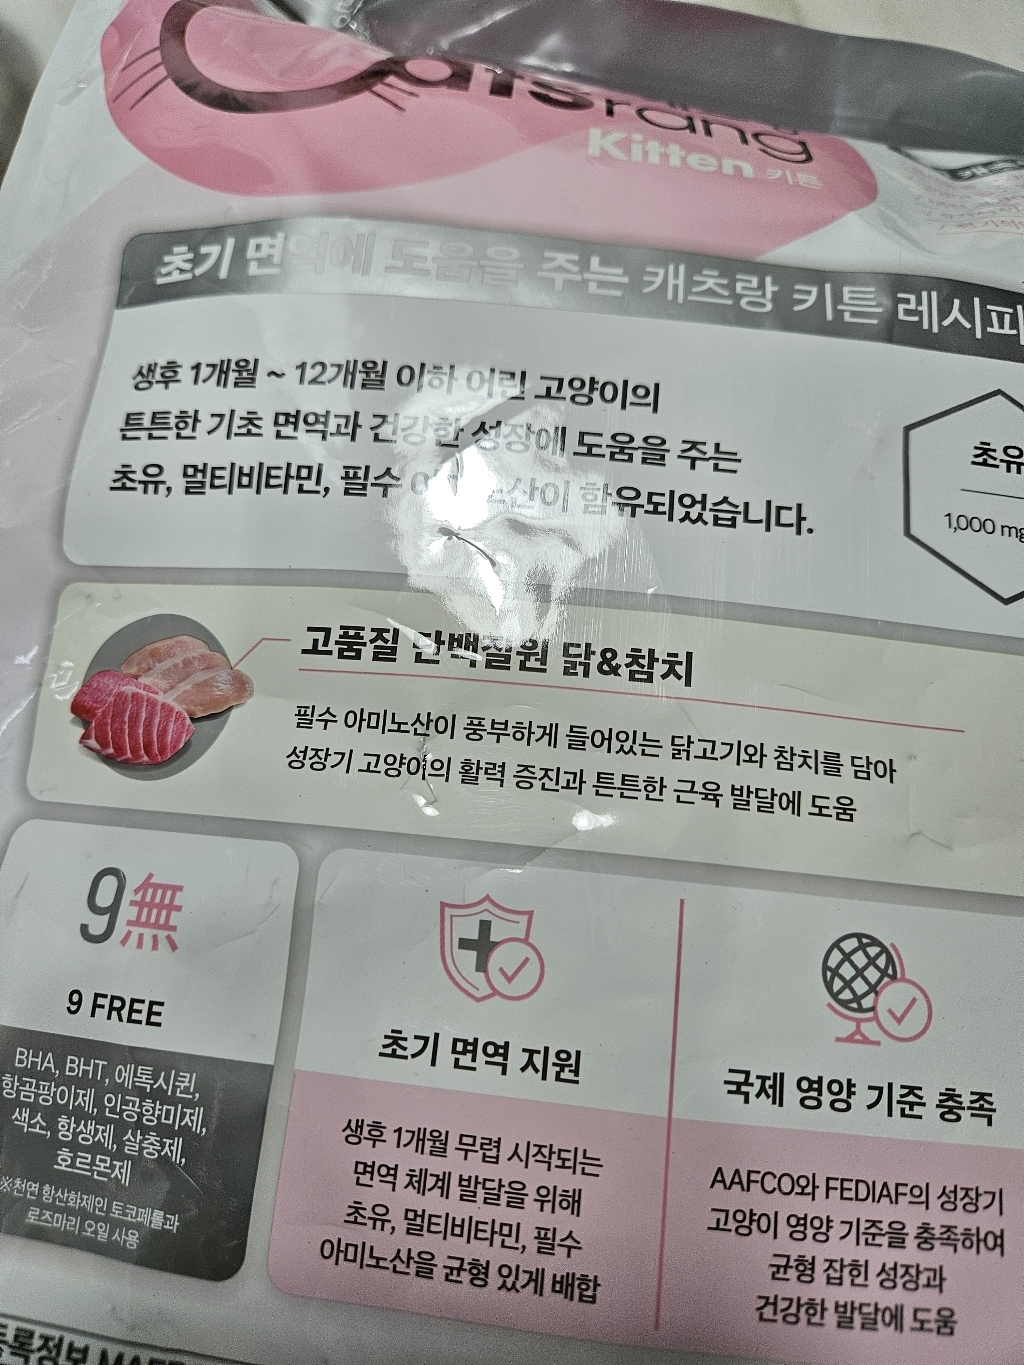 Catsrang
Kitten 키튼
초기 면역에 도움을 주는 캐츠랑 키튼 레시피
생후 1개월 ~ 12개월 이하 어린 고양이의
튼튼한 기초 면역과 건강한 성장에 도움을 주는
초유, 멀티비타민, 필수 아미노산이 함유되었습니다.
초유
1,000 mg
고품질 단백질원 닭&참치
필수 아미노산이 풍부하게 들어있는 닭고기와 참치를 담아
성장기 고양이의 활력 증진과 튼튼한 근육 발달에 도움
9無
9 FREE
BHA, BHT, 에톡시퀸,
항곰팡이제, 인공향미제,
색소, 항생제, 살충제,
호르몬제
※천연 항산화제인 토코페롤과
로즈마리 오일 사용
초기 면역 지원
생후 1개월 무렵 시작되는
면역 체계 발달을 위해
초유, 멀티비타민, 필수
아미노산을 균형 있게 배합
국제 영양 기준 충족
AAFCO와 FEDIAF의 성장기
고양이 영양 기준을 충족하여
균형 잡힌 성장과
건강한 발달에 도움